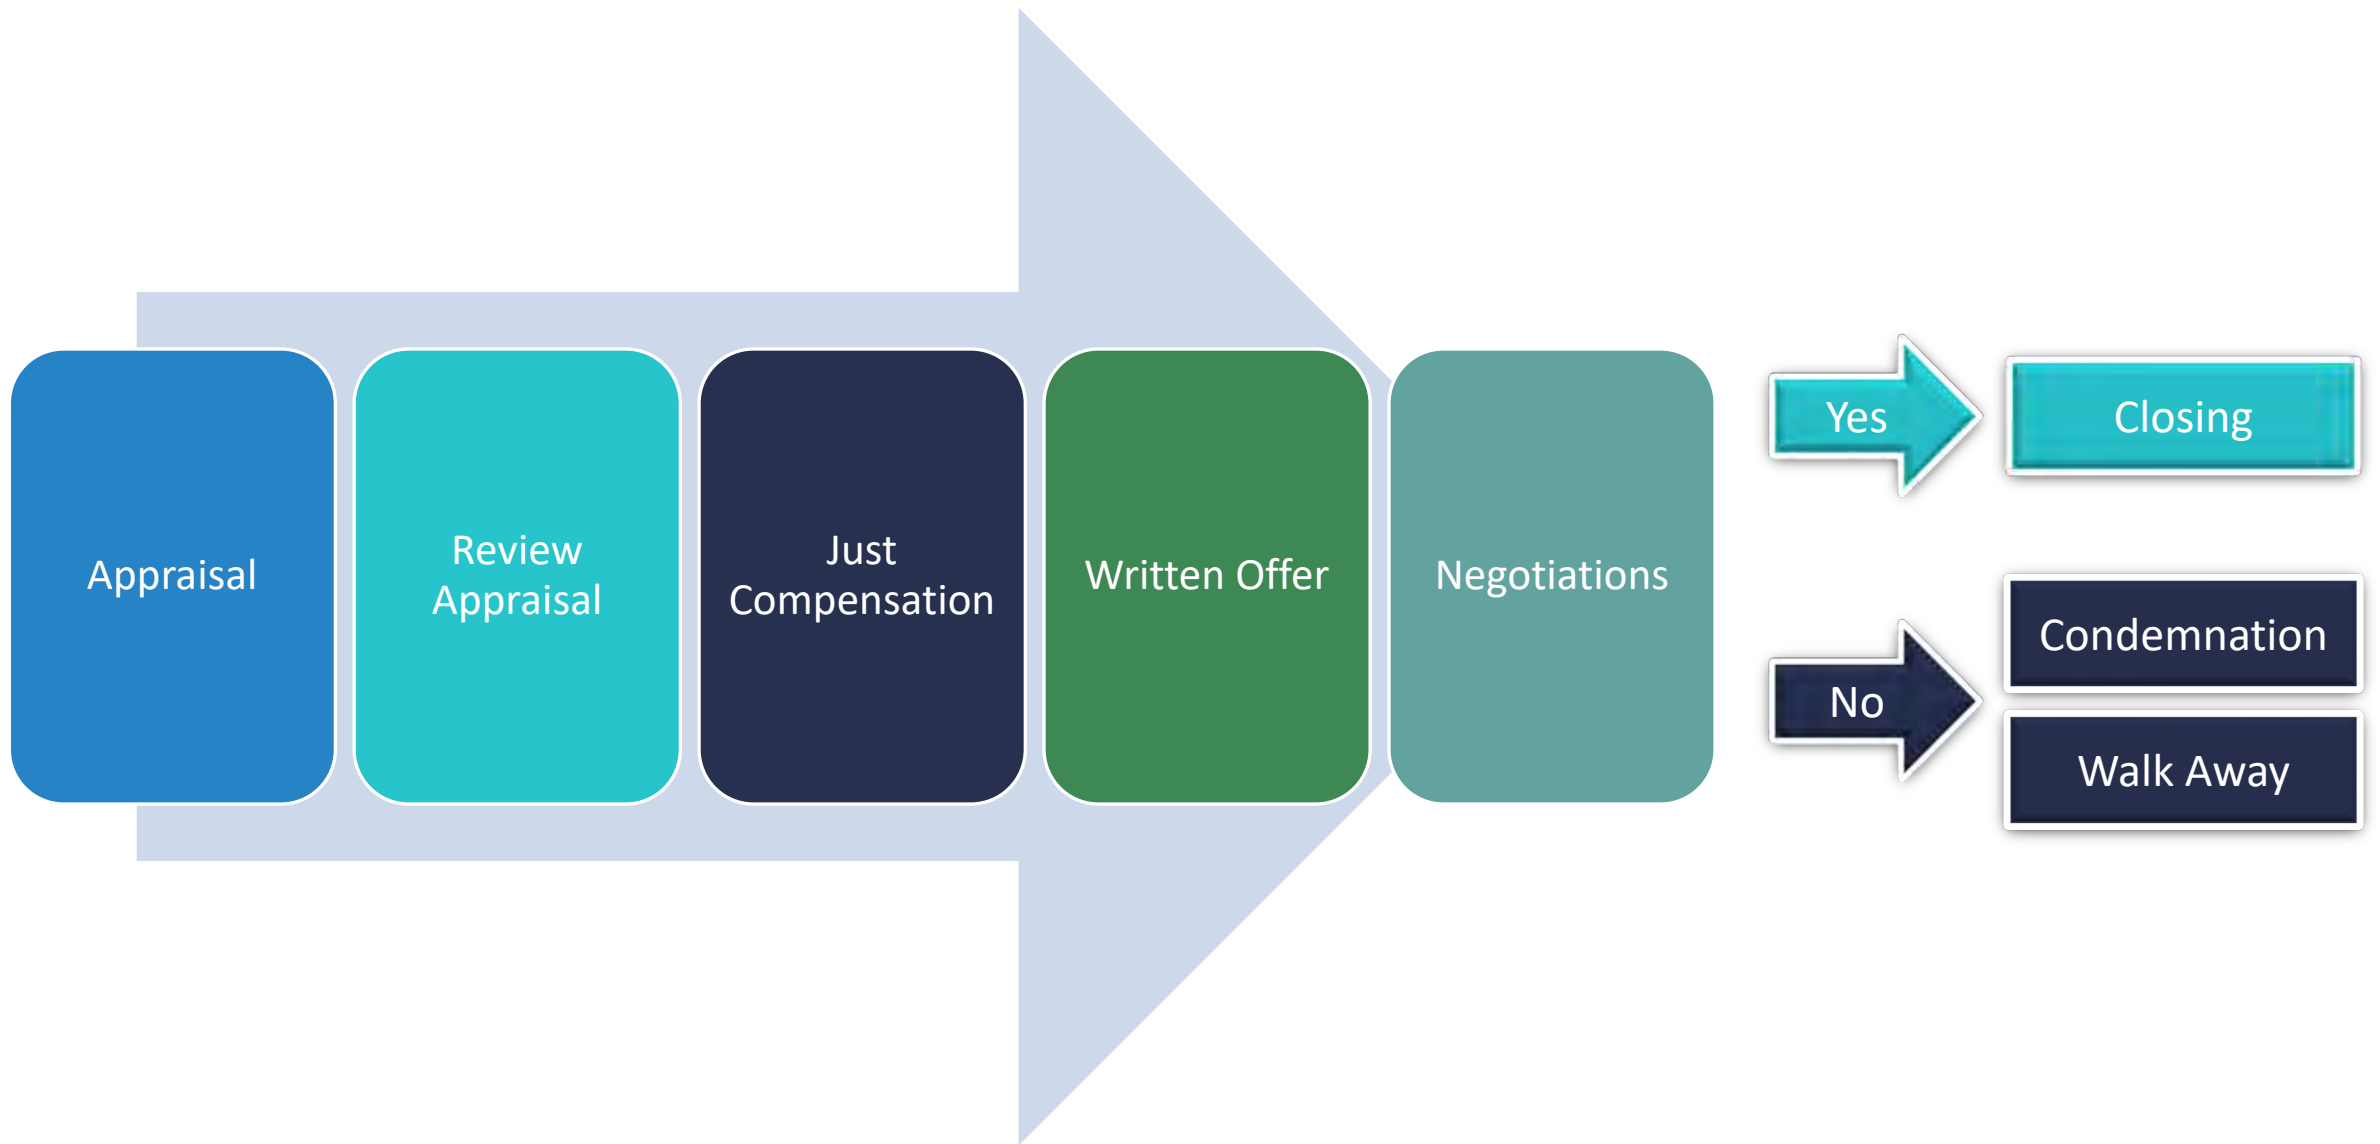 Appraisal
Review
Appraisal
Just
Compensation
Written Offer
Negotiations
Yes
Closing
No
Condemnation
Walk Away